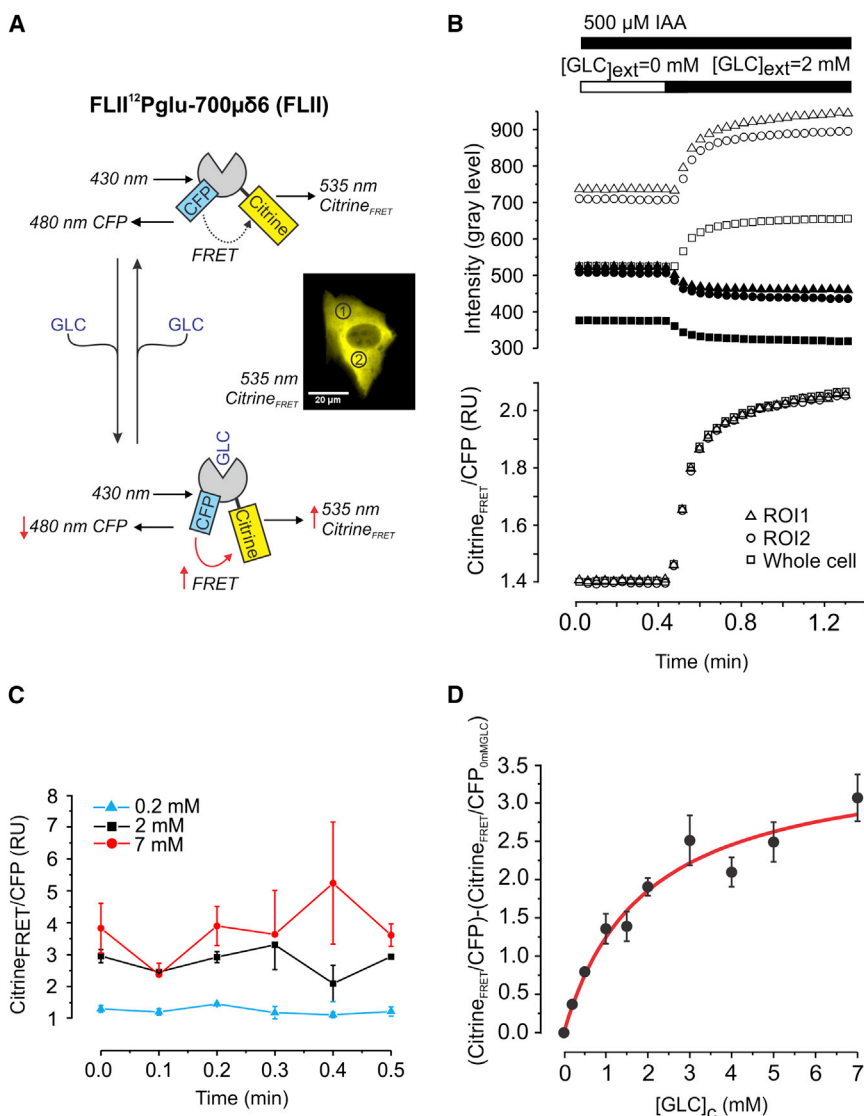 A
FLII¹²Pglu-700µδ6 (FLII)
430 nm
CFP
Citrine
535 nm
Citrine_FRET
480 nm CFP
FRET
GLC
GLC
1
2
20 µm
535 nm
Citrine_FRET
GLC
430 nm
CFP
Citrine
535 nm
Citrine_FRET
480 nm CFP
FRET
B
500 µM IAA
[GLC]ext=0 mM
[GLC]ext=2 mM
Intensity (gray level)
900
800
700
600
500
400
300
Citrine_FRET/CFP (RU)
2.0
1.8
1.6
1.4
ROI1
ROI2
Whole cell
0.0 0.4 0.8 1.2
Time (min)
C
CitrineFRET/CFP (RU)
8
7
6
5
4
3
2
1
0.2 mM
2 mM
7 mM
0.0 0.1 0.2 0.3 0.4 0.5
Time (min)
D
(Citrine_FRET/CFP)-(Citrine_FRET/CFP_0mMGLC)
3.5
3.0
2.5
2.0
1.5
1.0
0.5
0.0
0 1 2 3 4 5 6 7
[GLC]_C (mM)